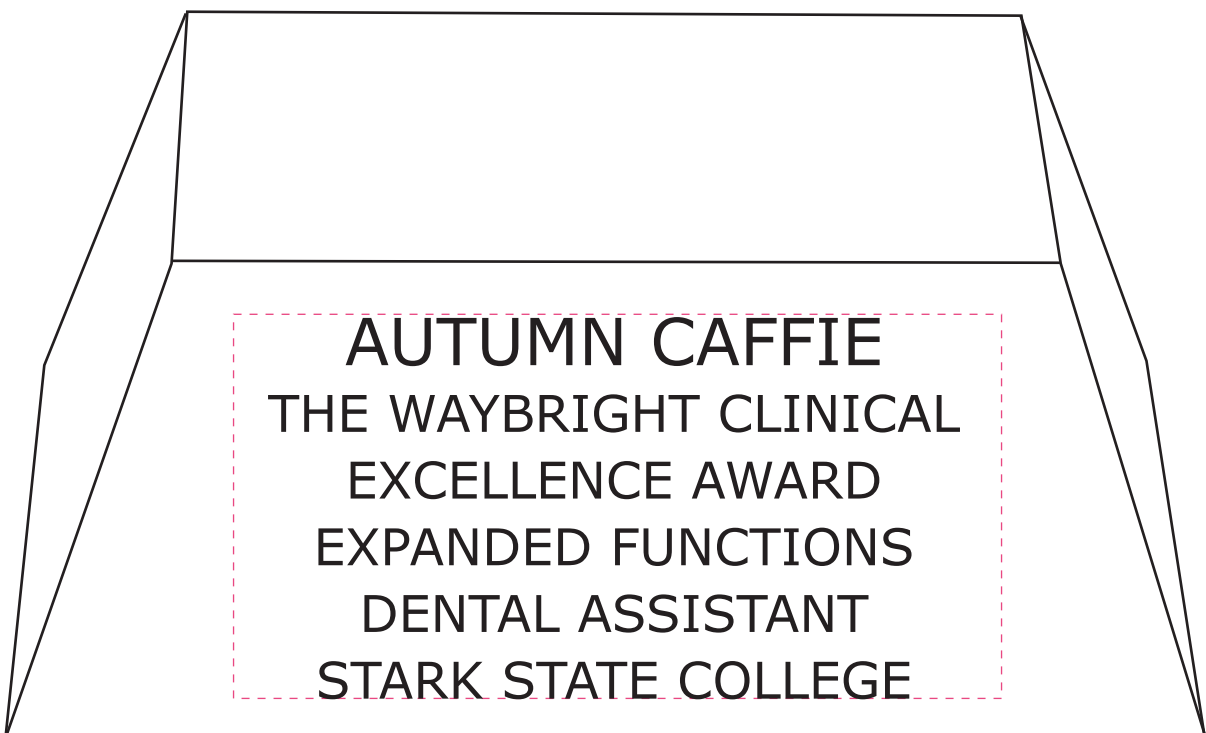 AUTUMN CAFFIE
THE WAYBRIGHT CLINICAL
EXCELLENCE AWARD
EXPANDED FUNCTIONS
DENTAL ASSISTANT
STARK STATE COLLEGE